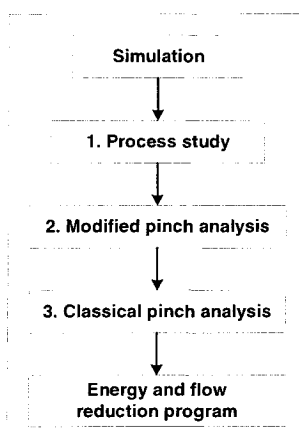 Simulation
1. Process study
2. Modified pinch analysis
3. Classical pinch analysis
Energy and flow
reduction program